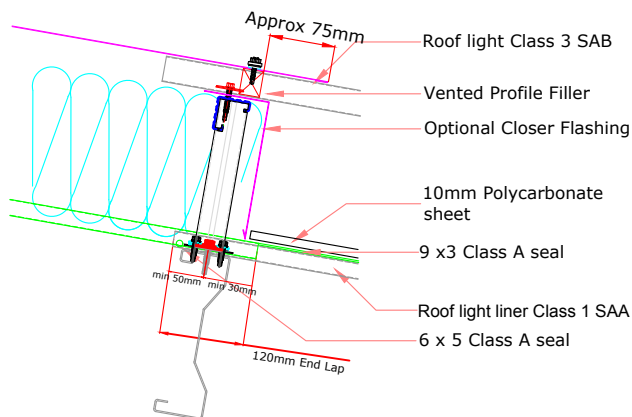 Approx 75mm
Roof light Class 3 SAB
Vented Profile Filler
Optional Closer Flashing
10mm Polycarbonate
sheet
9 x3 Class A seal
min 50mm
min 30mm
Roof light liner Class 1 SAA
6 x 5 Class A seal
120mm End Lap